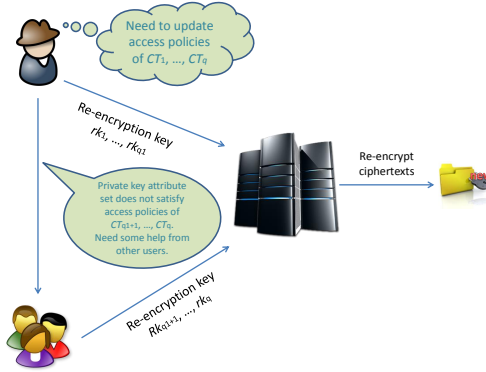 Need to update
access policies
of CT1, …, CTq
Re-encryption key
rk1, …, rkq1
Re-encrypt
ciphertexts
Private key attribute
set does not satisfy
access policies of
CTq1+1, …, CTq.
Need some help from
other users.
Re-encryption key
Rkq1+1, …, rkq